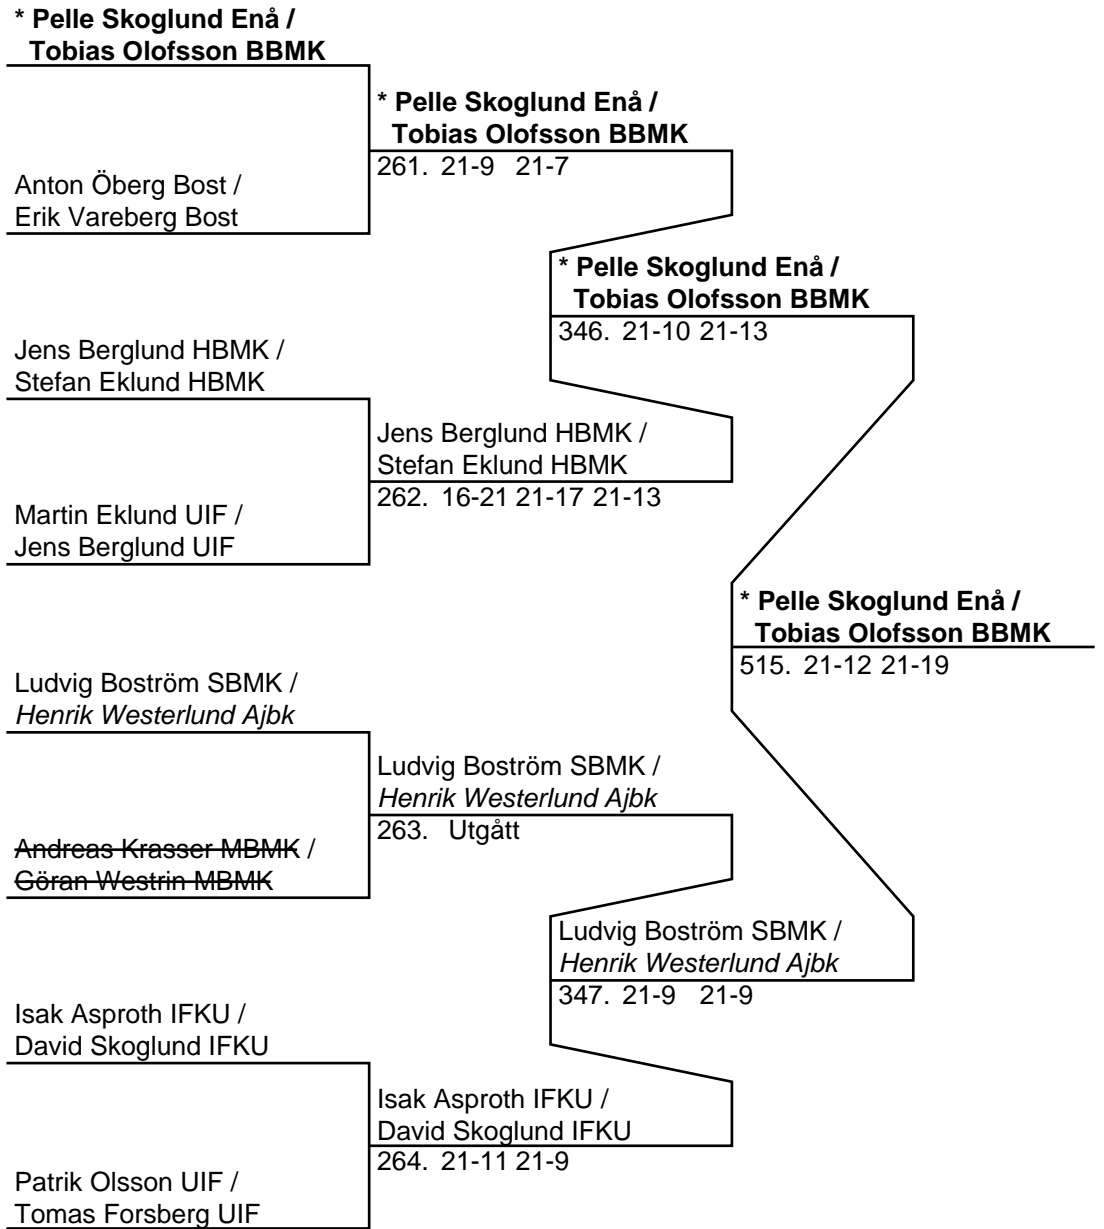 * Pelle Skoglund Enå /
Tobias Olofsson BBMK
* Pelle Skoglund Enå /
Tobias Olofsson BBMK
261. 21-9 21-7
Anton Öberg Bost /
Erik Vareberg Bost
* Pelle Skoglund Enå /
Tobias Olofsson BBMK
346. 21-10 21-13
Jens Berglund HBMK /
Stefan Eklund HBMK
Jens Berglund HBMK /
Stefan Eklund HBMK
262. 16-21 21-17 21-13
Martin Eklund UIF /
Jens Berglund UIF
* Pelle Skoglund Enå /
Tobias Olofsson BBMK
515. 21-12 21-19
Ludvig Boström SBMK /
Henrik Westerlund Ajbk
Ludvig Boström SBMK /
Henrik Westerlund Ajbk
263. Utgått
Andreas Krasser MBMK /
Göran Westrin MBMK
Ludvig Boström SBMK /
Henrik Westerlund Ajbk
347. 21-9 21-9
Isak Asproth IFKU /
David Skoglund IFKU
Isak Asproth IFKU /
David Skoglund IFKU
264. 21-11 21-9
Patrik Olsson UIF /
Tomas Forsberg UIF